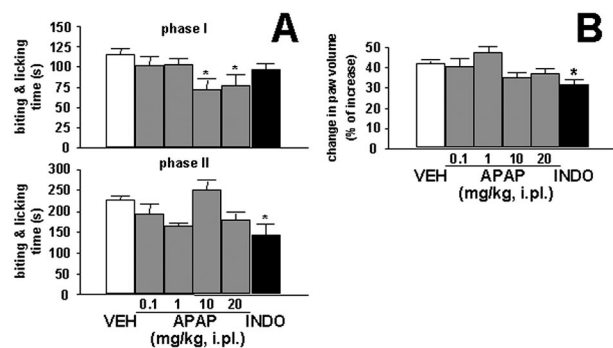 A
phase I
biting & licking
time (s)
150
125
100
75
50
25
0
* *
phase II
biting & licking
time (s)
300
250
200
150
100
50
0
*
0.1 1 10 20
VEH APAP INDO
(mg/kg, i.pl.)
B
change in paw volume
(% of increase)
50
40
30
20
10
0
*
0.1 1 10 20
VEH APAP INDO
(mg/kg, i.pl.)